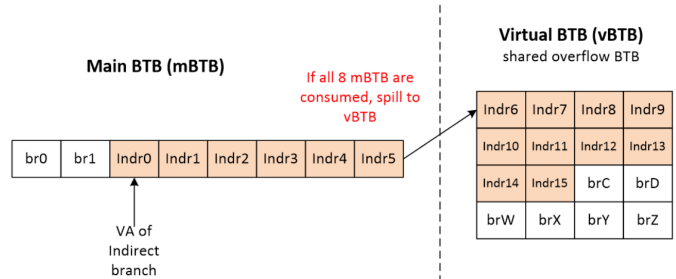 Main BTB (mBTB)
If all 8 mBTB are
consumed, spill to
vBTB
br0 br1 Indr0 Indr1 Indr2 Indr3 Indr4 Indr5
VA of
Indirect
branch
Virtual BTB (vBTB)
shared overflow BTB
Indr6 Indr7 Indr8 Indr9
Indr10 Indr11 Indr12 Indr13
Indr14 Indr15 brC brD
brW brX brY brZ